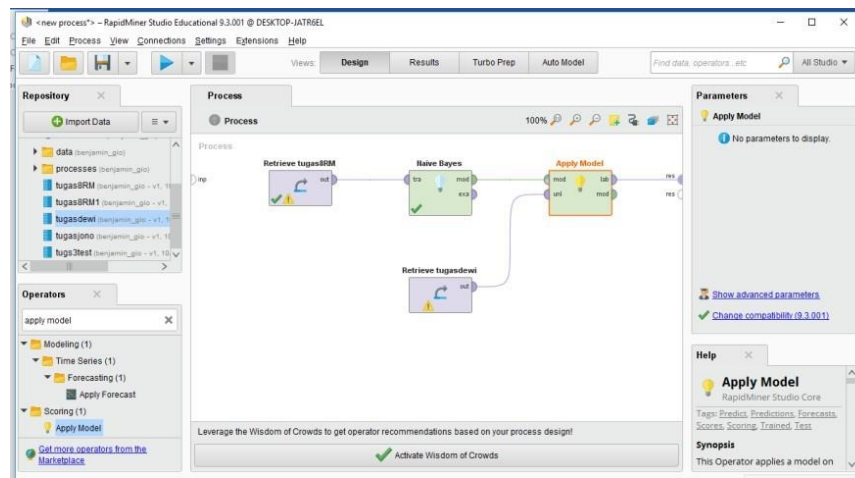 <new process*> – RapidMiner Studio Educational 9.3.001 @ DESKTOP-JATR6EL
File Edit Process View Connections Settings Extensions Help
Views: Design Results Turbo Prep Auto Model
Find data, operators...etc All Studio
Repository
Import Data
data (benjamin_gio)
processes (benjamin_gio)
tugas8RM (benjamin_gio - v1,
tugas8RM1 (benjamin_gio - v1,
tugasdewi (benjamin_gio - v1,
tugasjono (benjamin_gio - v1,
tugs3test (benjamin_gio - v1,
Operators
apply model
Modeling (1)
Time Series (1)
Forecasting (1)
Apply Forecast
Scoring (1)
Apply Model
Get more operators from the
Marketplace
Process
Process
100%
Process
inp
Retrieve tugas8RM
out
Naive Bayes
tra mod
exa
Apply Model
mod lab
unl mod
res
res
Retrieve tugasdewi
out
Leverage the Wisdom of Crowds to get operator recommendations based on your process design!
Activate Wisdom of Crowds
Parameters
Apply Model
No parameters to display.
Show advanced parameters
Change compatibility (9.3.001)
Help
Apply Model
RapidMiner Studio Core
Tags: Predict, Predictions, Forecasts,
Scores, Scoring, Trained, Test
Synopsis
This Operator applies a model on